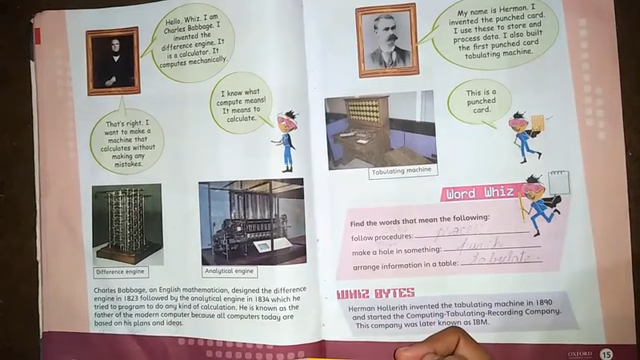 Hello, Whiz. I am
Charles Babbage. I
invented the
difference engine. It
is a calculator. It
computes mechanically.
I know what
compute means!
It means to
calculate.
That's right. I
want to make a
machine that
calculates without
making any
mistakes.
Difference engine
Analytical engine
Charles Babbage, an English mathematician, designed the difference
engine in 1823 followed by the analytical engine in 1834 which he
tried to program to do any kind of calculation. He is known as the
father of modern computer because all computers today are
based on his plans and ideas.
My name is Herman. I
invented the punched card.
I use these to store and
process data. I also built
the first punched card
tabulating machine.
This is a
punched
card.
Tabulating machine
Word Whiz
Find the words that mean the following:
follow procedures:
make a hole in something: punch
arrange information in a table: tabulate
WHIZ BYTES
Herman Hollerith invented the tabulating machine in 1890
and started the Computing-Tabulating-Recording Company.
This company was later known as IBM.
OXFORD
15